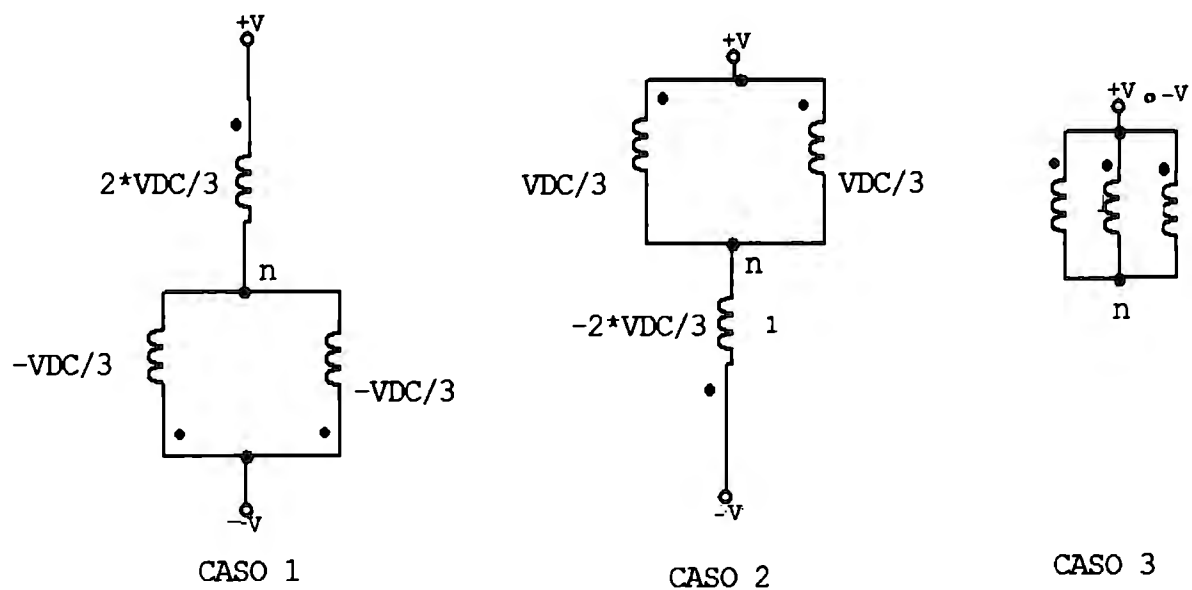 +V
2*VDC/3
n
-VDC/3
-VDC/3
-V
CASO 1
+V
VDC/3
VDC/3
n
-2*VDC/3
1
-V
CASO 2
+V o -V
n
CASO 3